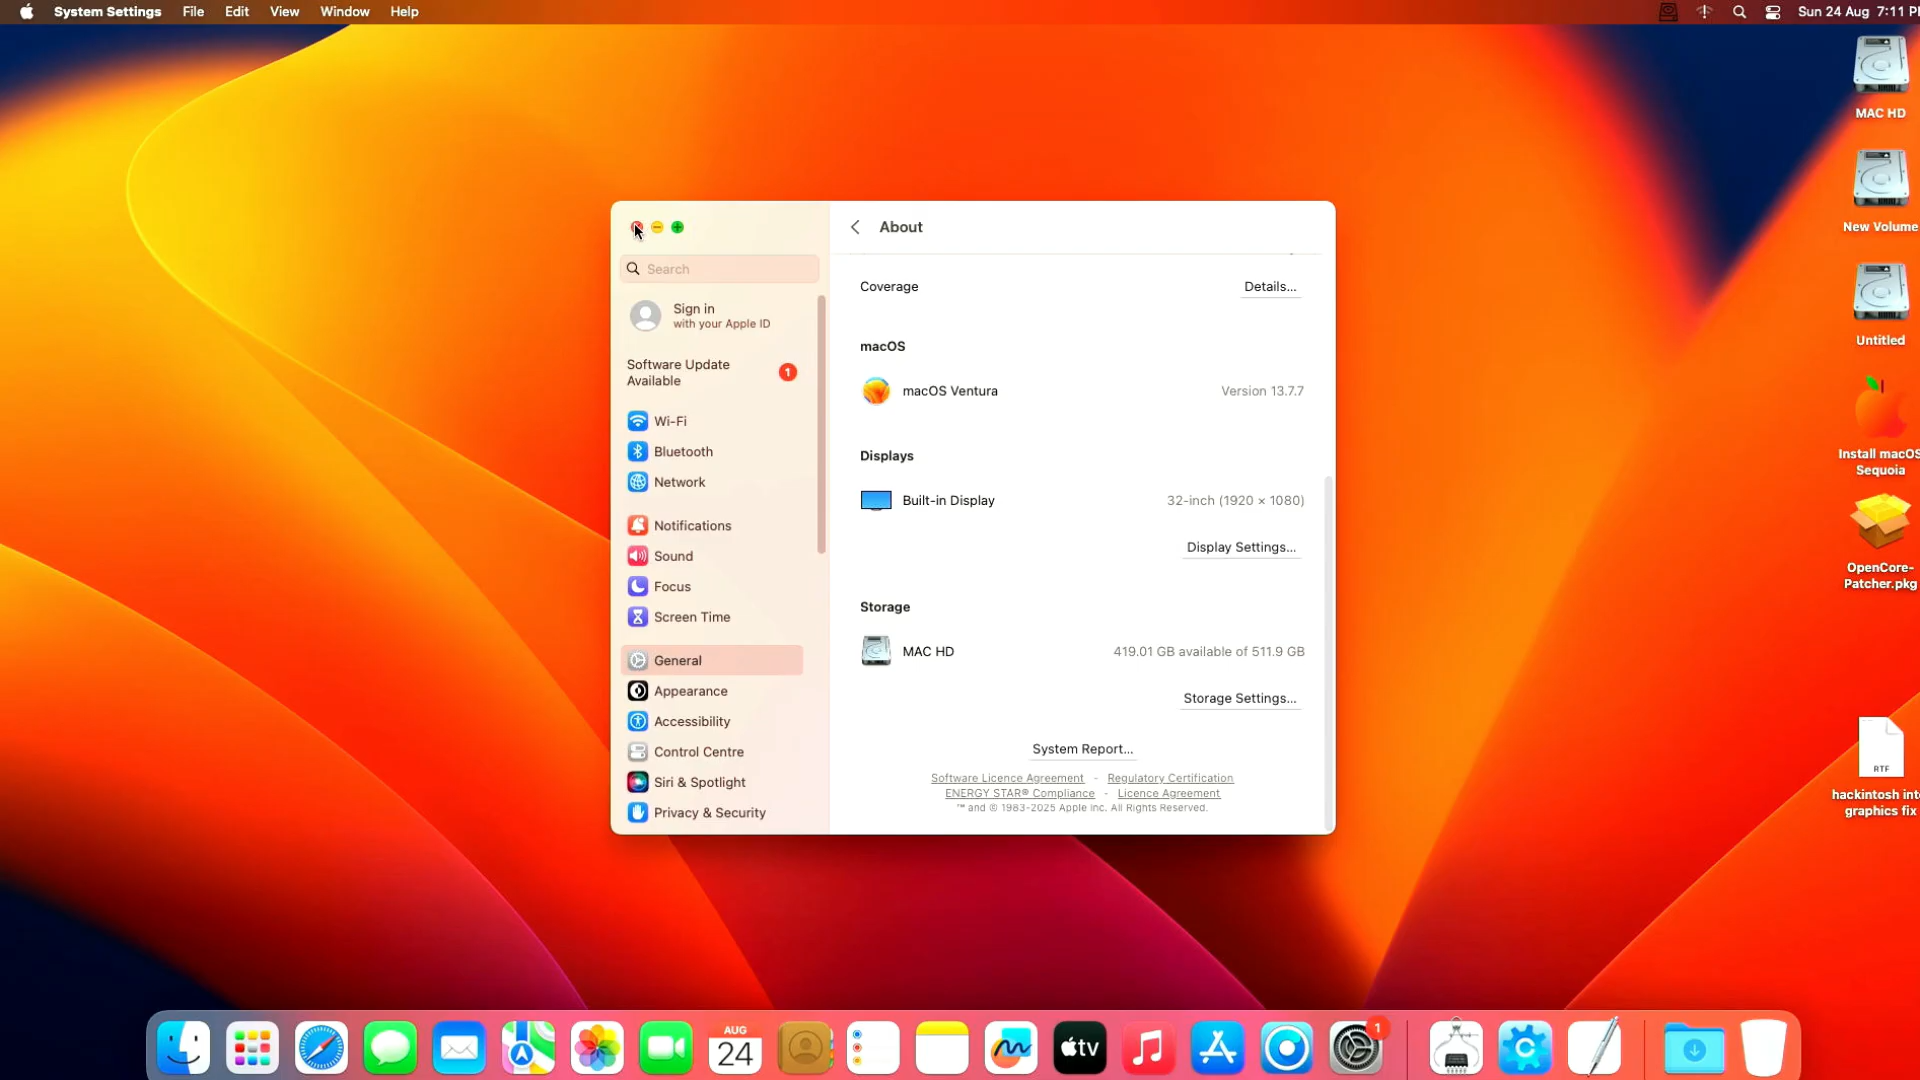 System Settings File Edit View Window Help
Sun 24 Aug 7:11
MAC HD
New Volume
Untitled
Install macOS
Sequoia
OpenCore-
Patcher.pkg
RTF
hackintosh
graphics fix
Search
Sign in
with your Apple ID
Software Update
Available
1
Wi-Fi
Bluetooth
Network
Notifications
Sound
Focus
Screen Time
General
Appearance
Accessibility
Control Centre
Siri & Spotlight
Privacy & Security
About
Coverage Details...
macOS
macOS Ventura Version 13.7.7
Displays
Built-in Display 32-inch (1920 × 1080)
Display Settings...
Storage
MAC HD 419.01 GB available of 511.9 GB
Storage Settings...
System Report...
Software Licence Agreement - Regulatory Certification
ENERGY STAR® Compliance - Licence Agreement
™ and © 1983-2025 Apple Inc. All Rights Reserved.
AUG
24
tv
1